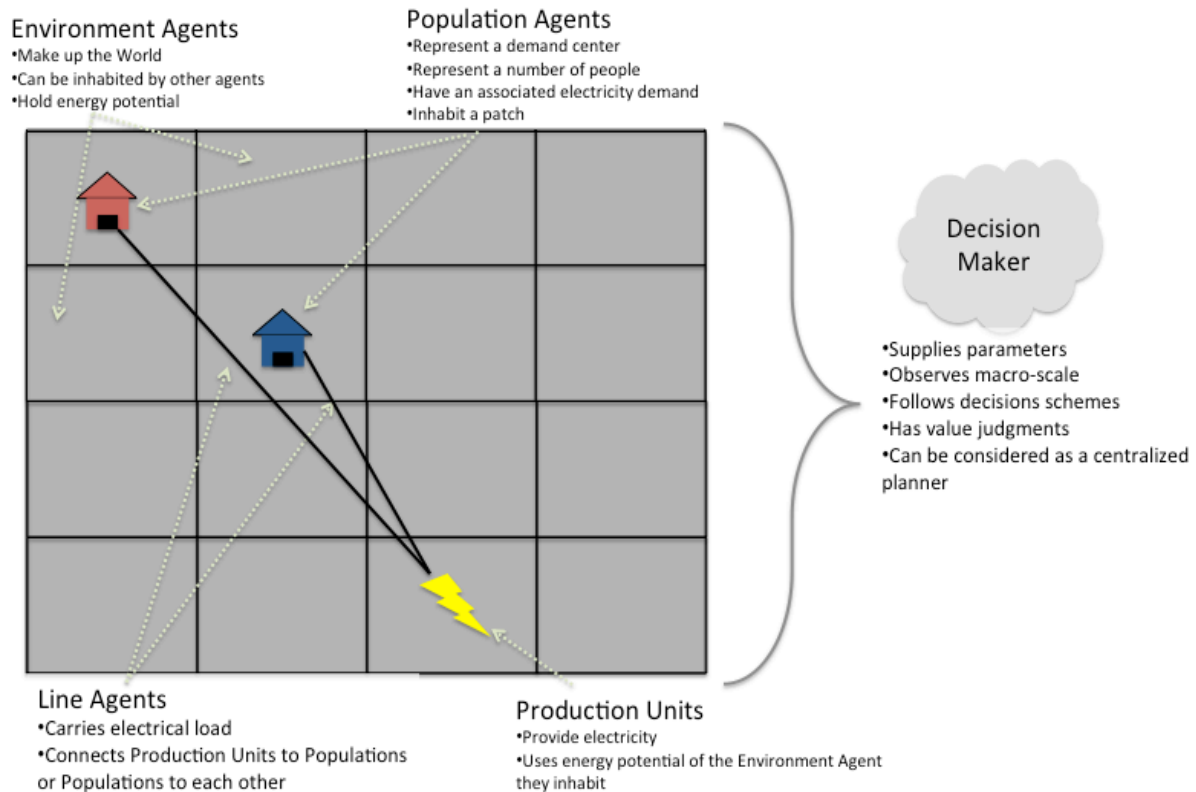 Environment Agents
•Make up the World
•Can be inhabited by other agents
•Hold energy potential
Population Agents
•Represent a demand center
•Represent a number of people
•Have an associated electricity demand
•Inhabit a patch
Decision
Maker
•Supplies parameters
•Observes macro-scale
•Follows decisions schemes
•Has value judgments
•Can be considered as a centralized
planner
Line Agents
•Carries electrical load
•Connects Production Units to Populations
or Populations to each other
Production Units
•Provide electricity
•Uses energy potential of the Environment Agent
they inhabit